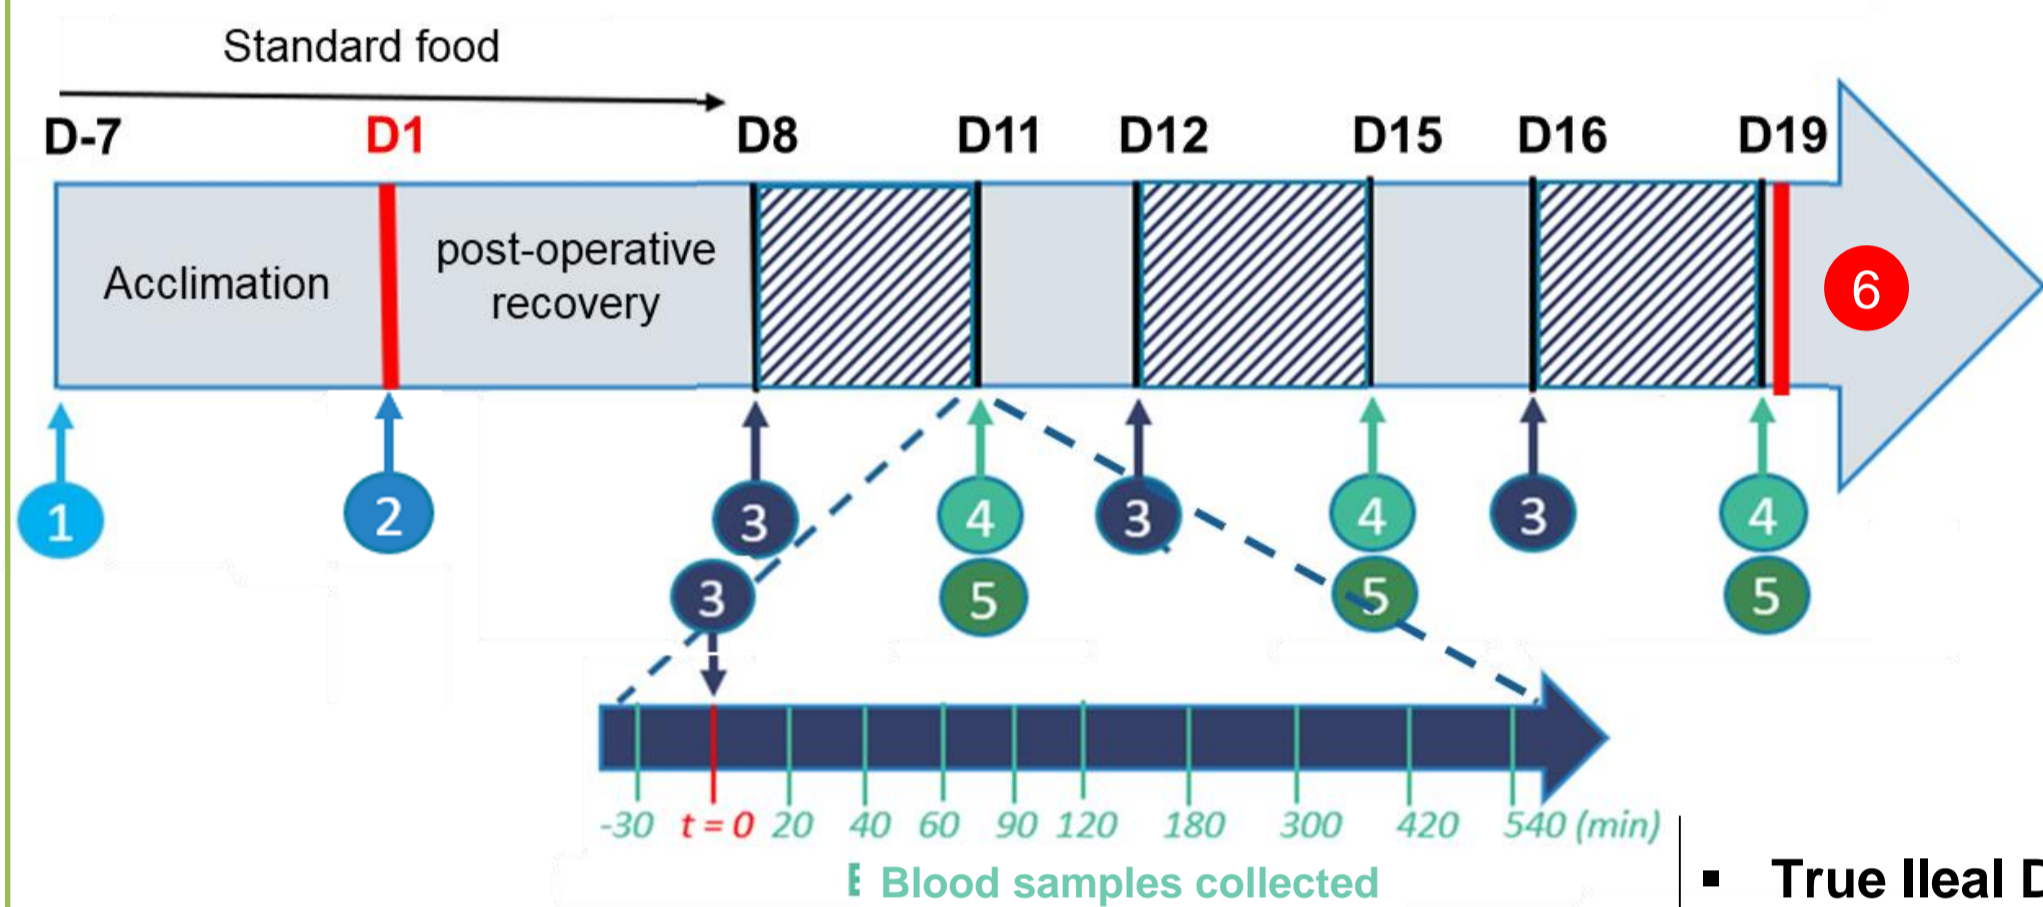 Standard food
D-7 D1 D8 D11 D12 D15 D16 D19
Acclimation
post-operative
recovery
6
1 2 3 4 3 4 3 4
3 5 5 5
-30 t = 0 20 40 60 90 120 180 300 420 540 (min)
Blood samples collected
▪ True Ileal